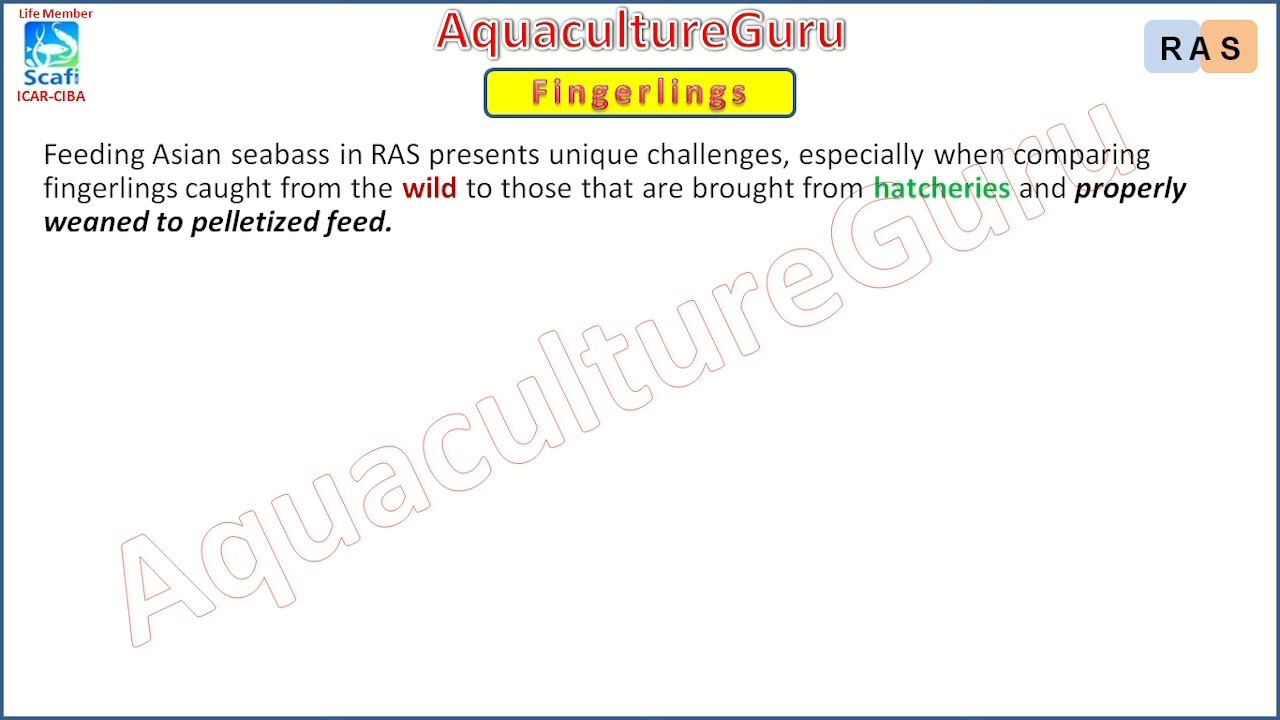 Life Member
Scafi
ICAR-CIBA
AquacultureGuru
RAS
Fingerlings
Feeding Asian seabass in RAS presents unique challenges, especially when comparing
fingerlings caught from the wild to those that are brought from hatcheries and properly
weaned to pelletized feed.
AquacultureGuru